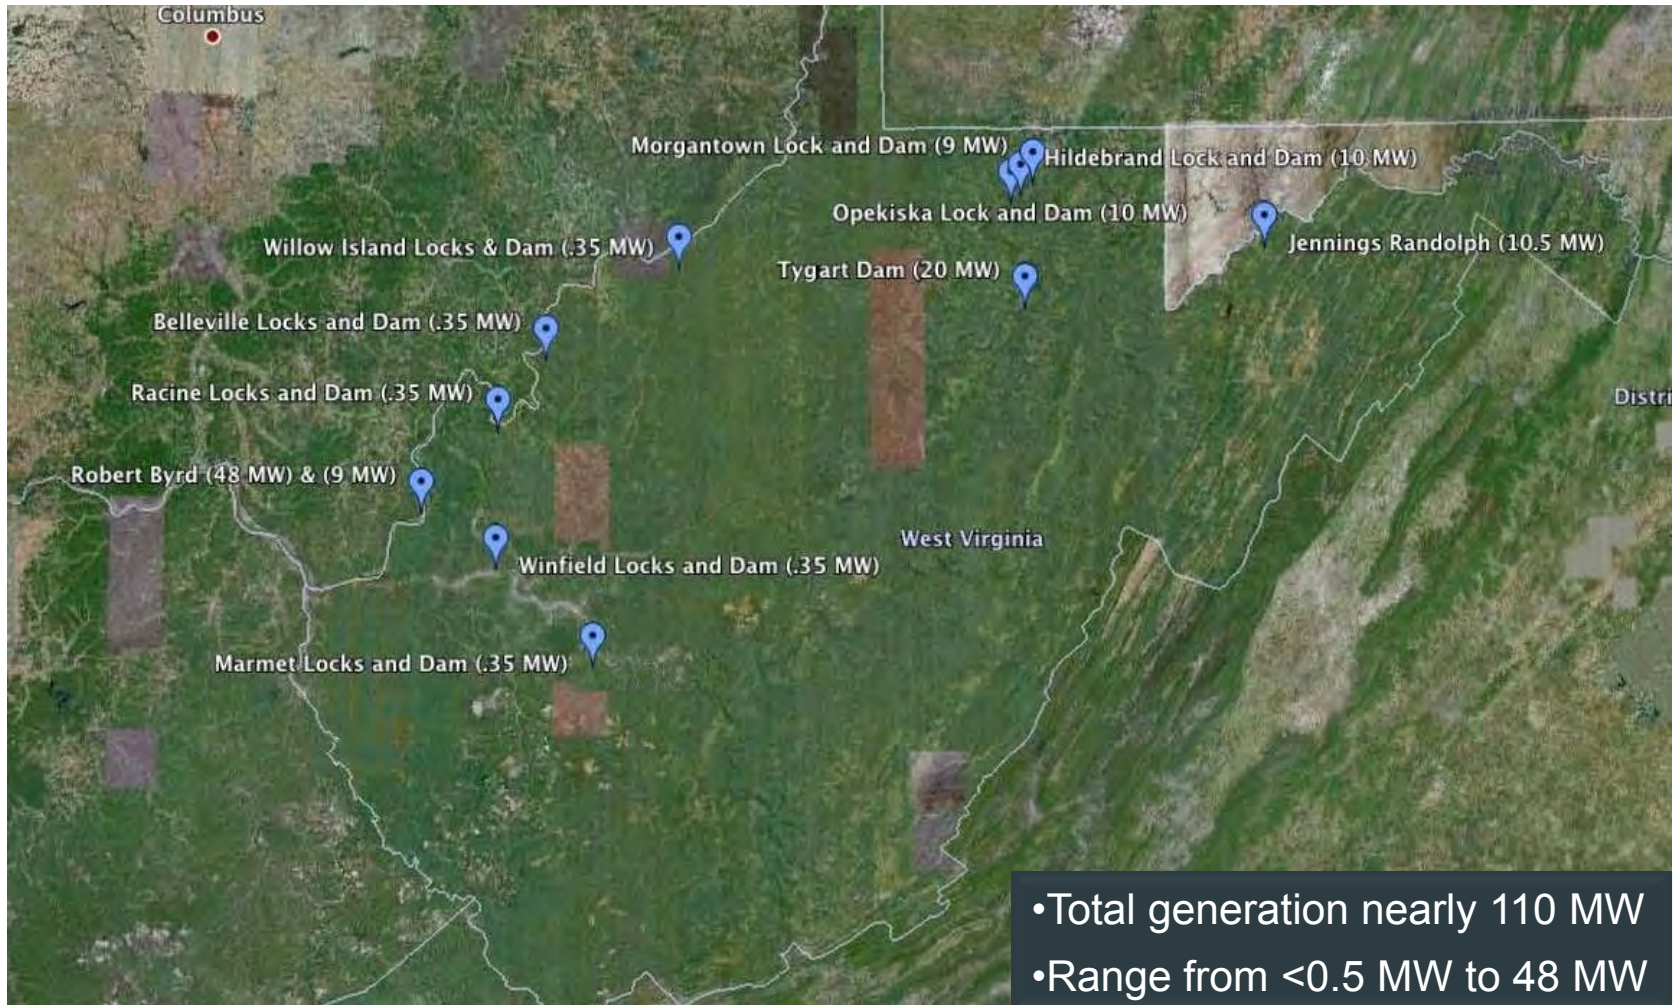 Columbus
Morgantown Lock and Dam (9 MW)
Hildebrand Lock and Dam (10 MW)
Opekiska Lock and Dam (10 MW)
Willow Island Locks & Dam (.35 MW)
Jennings Randolph (10.5 MW)
Tygart Dam (20 MW)
Belleville Locks and Dam (.35 MW)
Racine Locks and Dam (.35 MW)
Distri
Robert Byrd (48 MW) & (9 MW)
West Virginia
Winfield Locks and Dam (.35 MW)
Marmet Locks and Dam (.35 MW)
•Total generation nearly 110 MW
•Range from <0.5 MW to 48 MW